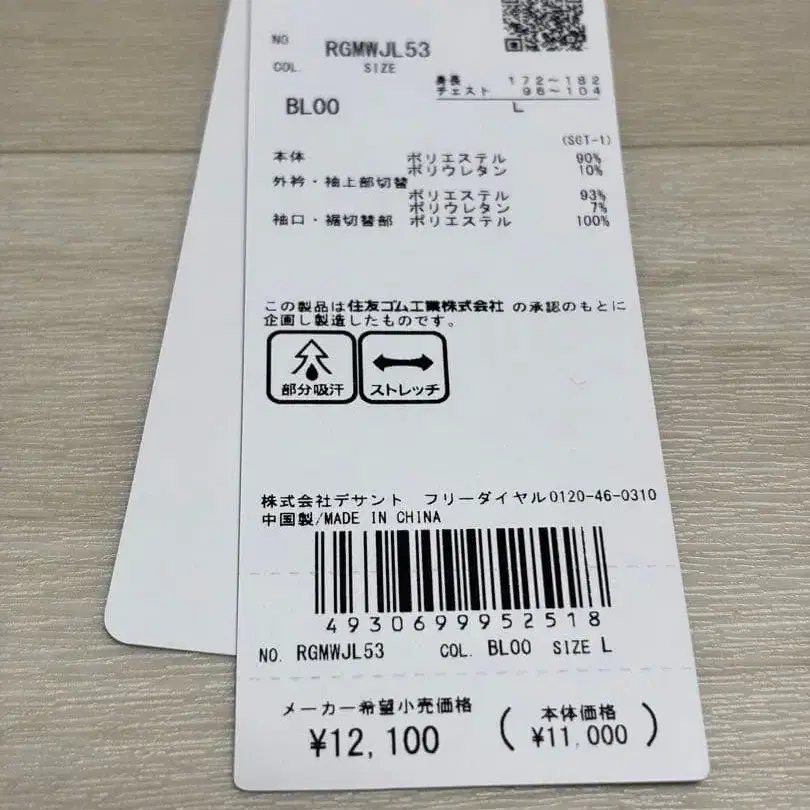 NO. RGMWJL53
COL. SIZE
身長 172～182
チェスト 96～104
BL00 L
(SGT-1)
本体 ポリエステル 90%
ポリウレタン 10%
外衿・袖上部切替
ポリエステル 93%
ポリウレタン 7%
袖口・裾切替部 ポリエステル 100%
この製品は住友ゴム工業株式会社 の承認のもとに
企画し製造したものです。
部分吸汗 ストレッチ
株式会社デサント フリーダイヤル0120-46-0310
中国製/MADE IN CHINA
4930699952518
NO. RGMWJL53 COL. BL00 SIZE L
メーカー希望小売価格 本体価格
¥12,100 ( ¥11,000 )